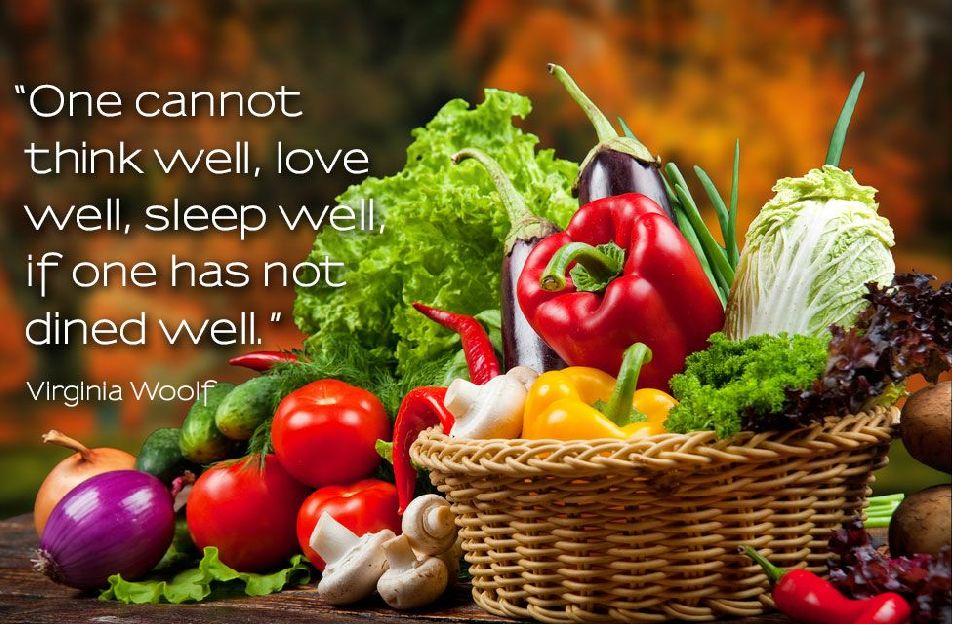 “One cannot
think well, love
well, sleep well,
if one has not
dined well.”
Virginia Woolf